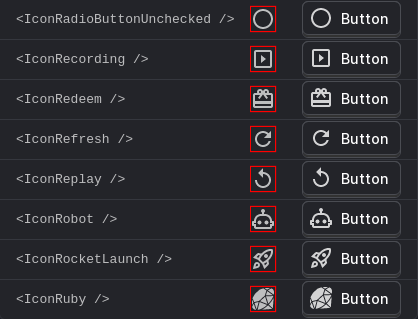 <IconRadioButtonUnchecked /> Button
<IconRecording /> Button
<IconRedeem /> Button
<IconRefresh /> Button
<IconReplay /> Button
<IconRobot /> Button
<IconRocketLaunch /> Button
<IconRuby /> Button